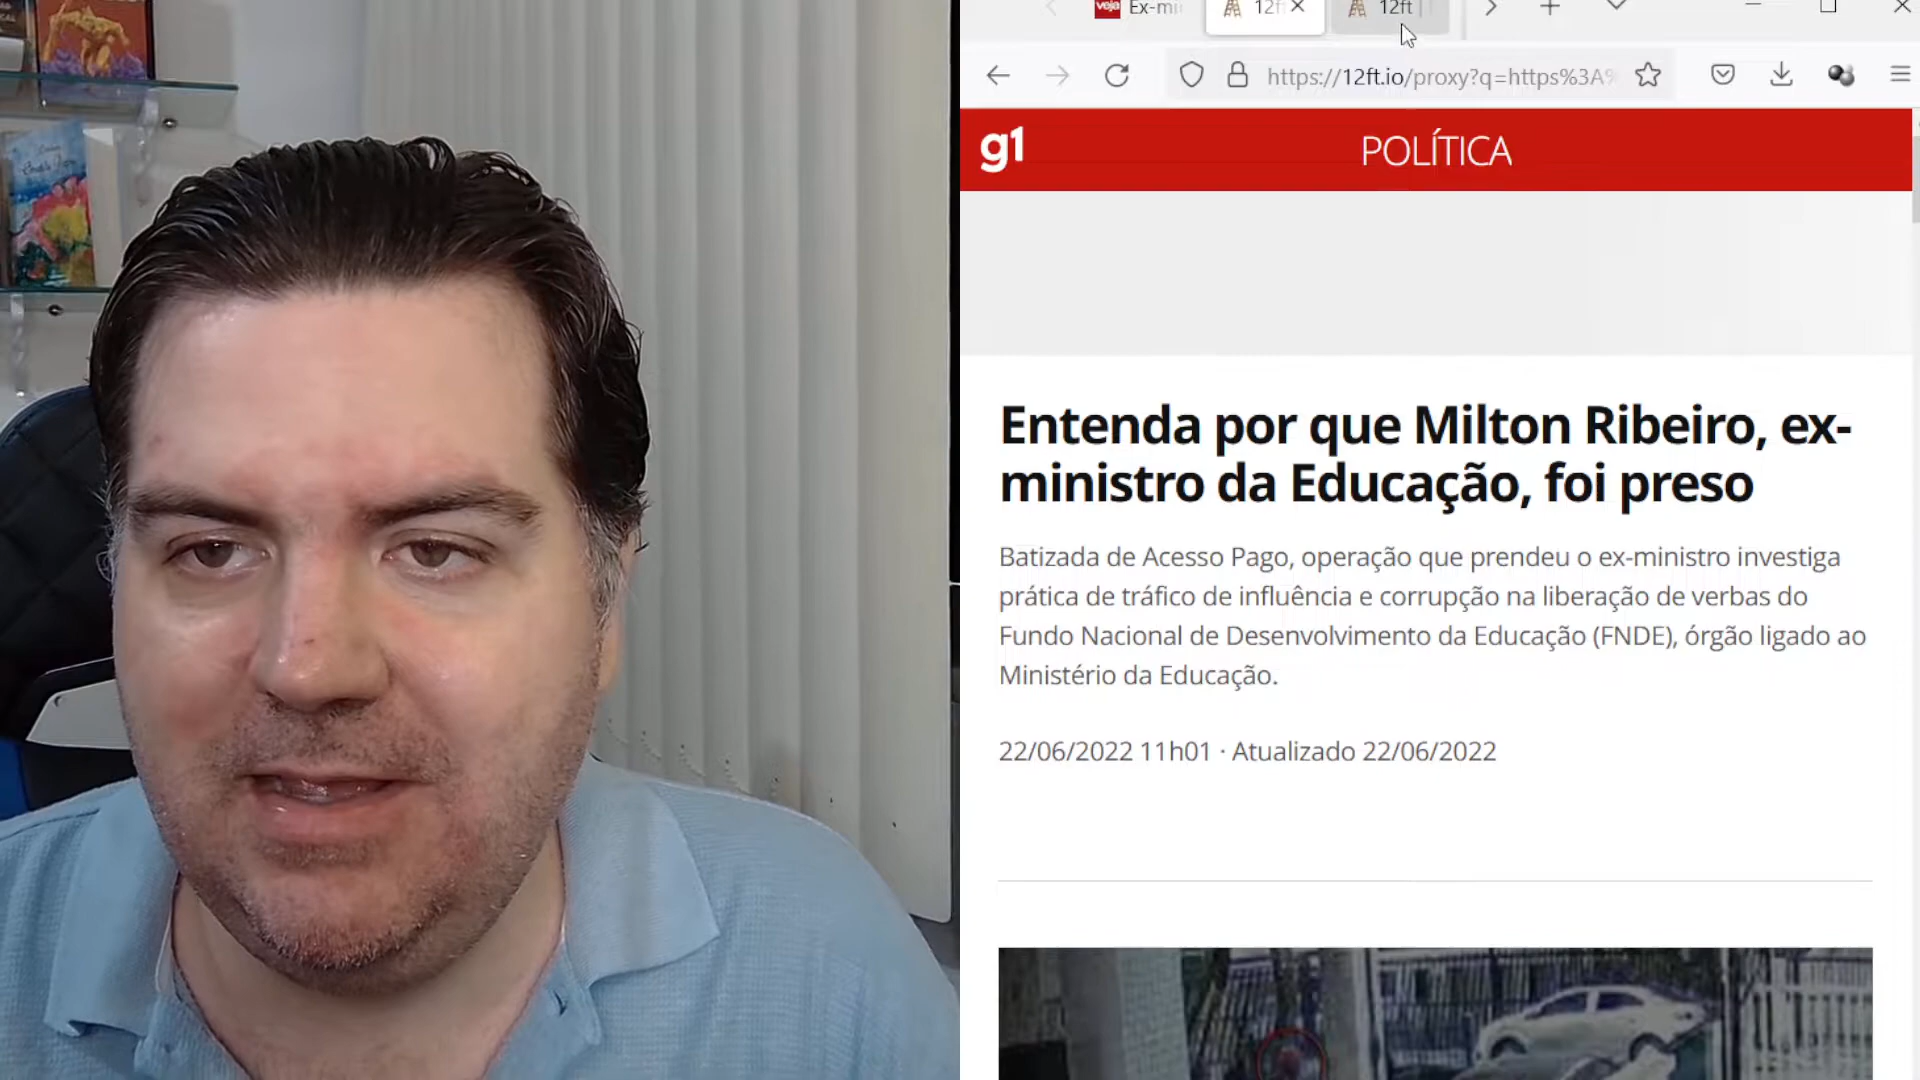 veja Ex-mi
12f
12ft |
https://12ft.io/proxy?q=https%3A%
g1
POLÍTICA
Entenda por que Milton Ribeiro, ex-
ministro da Educação, foi preso
Batizada de Acesso Pago, operação que prendeu o ex-ministro investiga
prática de tráfico de influência e corrupção na liberação de verbas do
Fundo Nacional de Desenvolvimento da Educação (FNDE), órgão ligado ao
Ministério da Educação.
22/06/2022 11h01 · Atualizado 22/06/2022